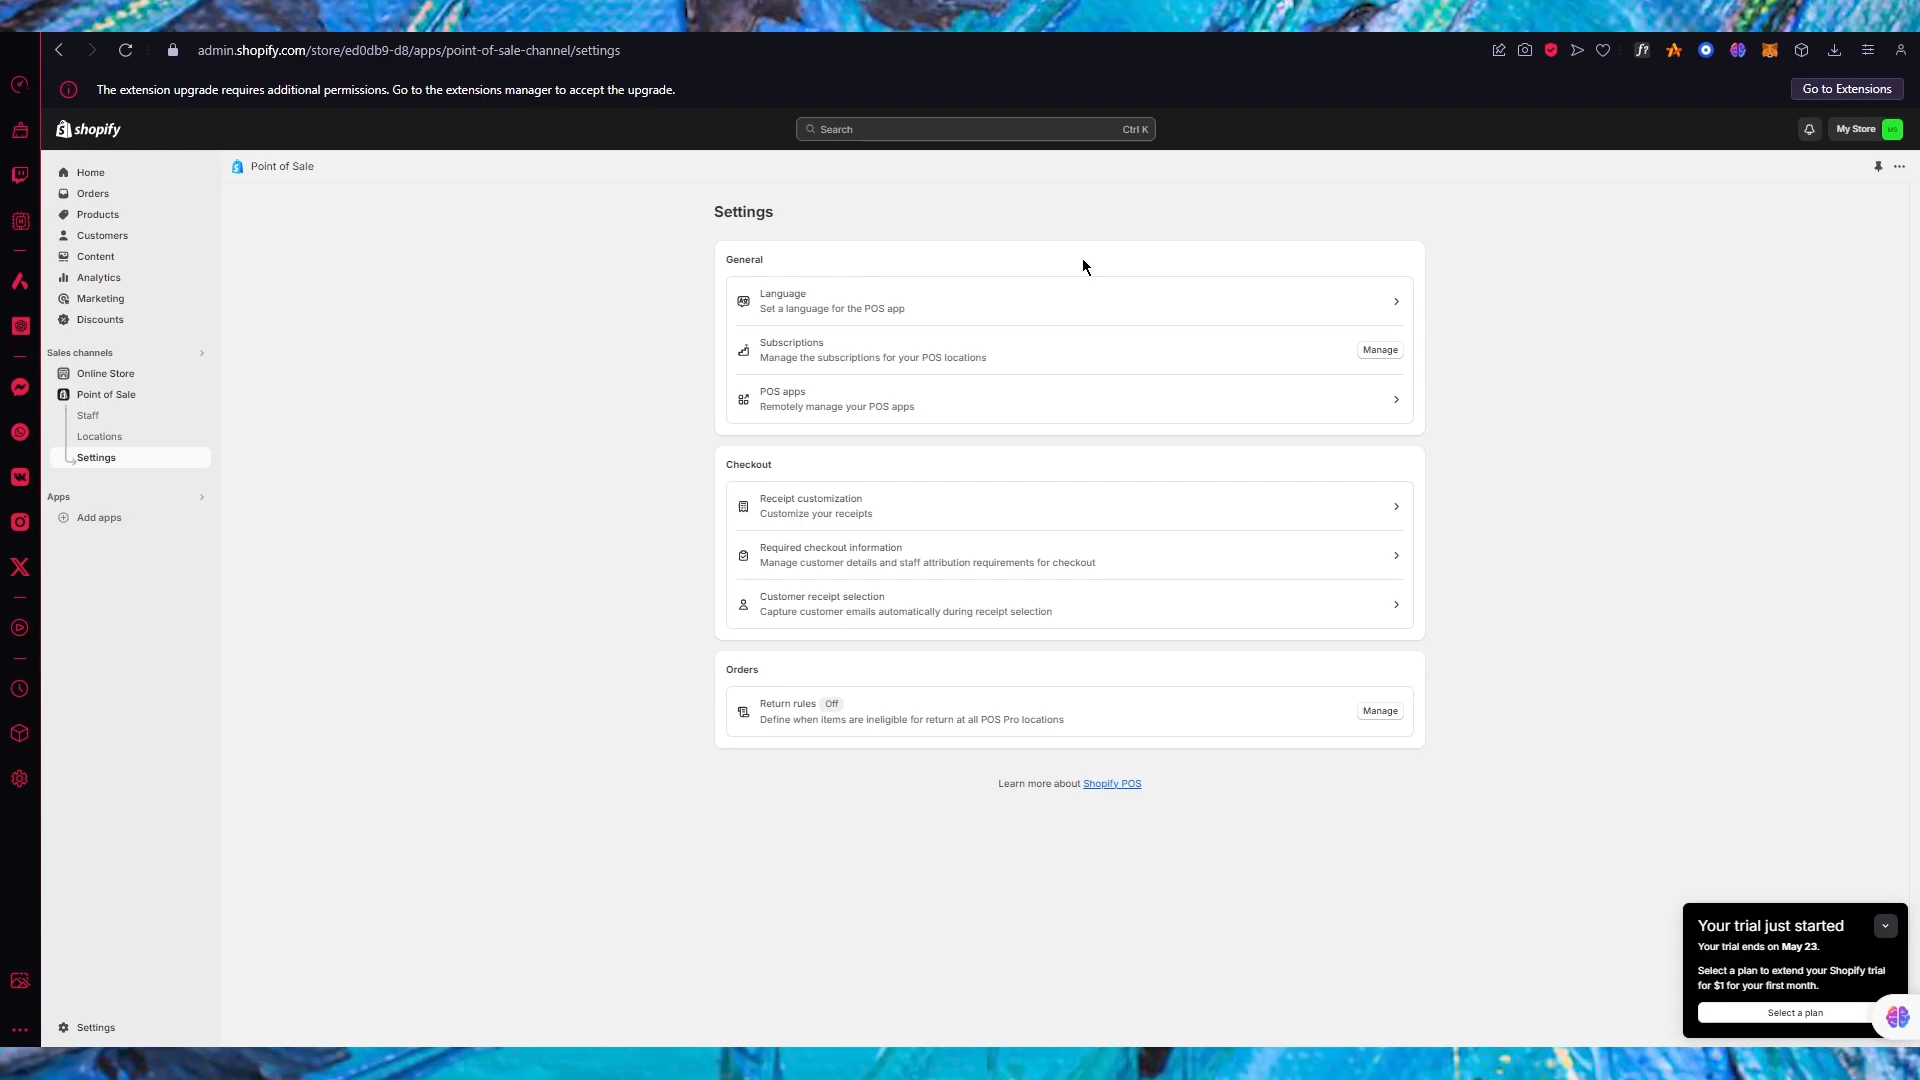 admin.shopify.com/store/ed0db9-d8/apps/point-of-sale-channel/settings
The extension upgrade requires additional permissions. Go to the extensions manager to accept the upgrade.
Go to Extensions
shopify
Search
Ctrl K
My Store
MS
Home
Orders
Products
Customers
Content
Analytics
Marketing
Discounts
Sales channels
Online Store
Point of Sale
Staff
Locations
Settings
Apps
Add apps
Settings
Point of Sale
Settings
General
Language
Set a language for the POS app
Subscriptions
Manage the subscriptions for your POS locations
Manage
POS apps
Remotely manage your POS apps
Checkout
Receipt customization
Customize your receipts
Required checkout information
Manage customer details and staff attribution requirements for checkout
Customer receipt selection
Capture customer emails automatically during receipt selection
Orders
Return rules Off
Define when items are ineligible for return at all POS Pro locations
Manage
Learn more about Shopify POS
Your trial just started
Your trial ends on May 23.
Select a plan to extend your Shopify trial
for $1 for your first month.
Select a plan